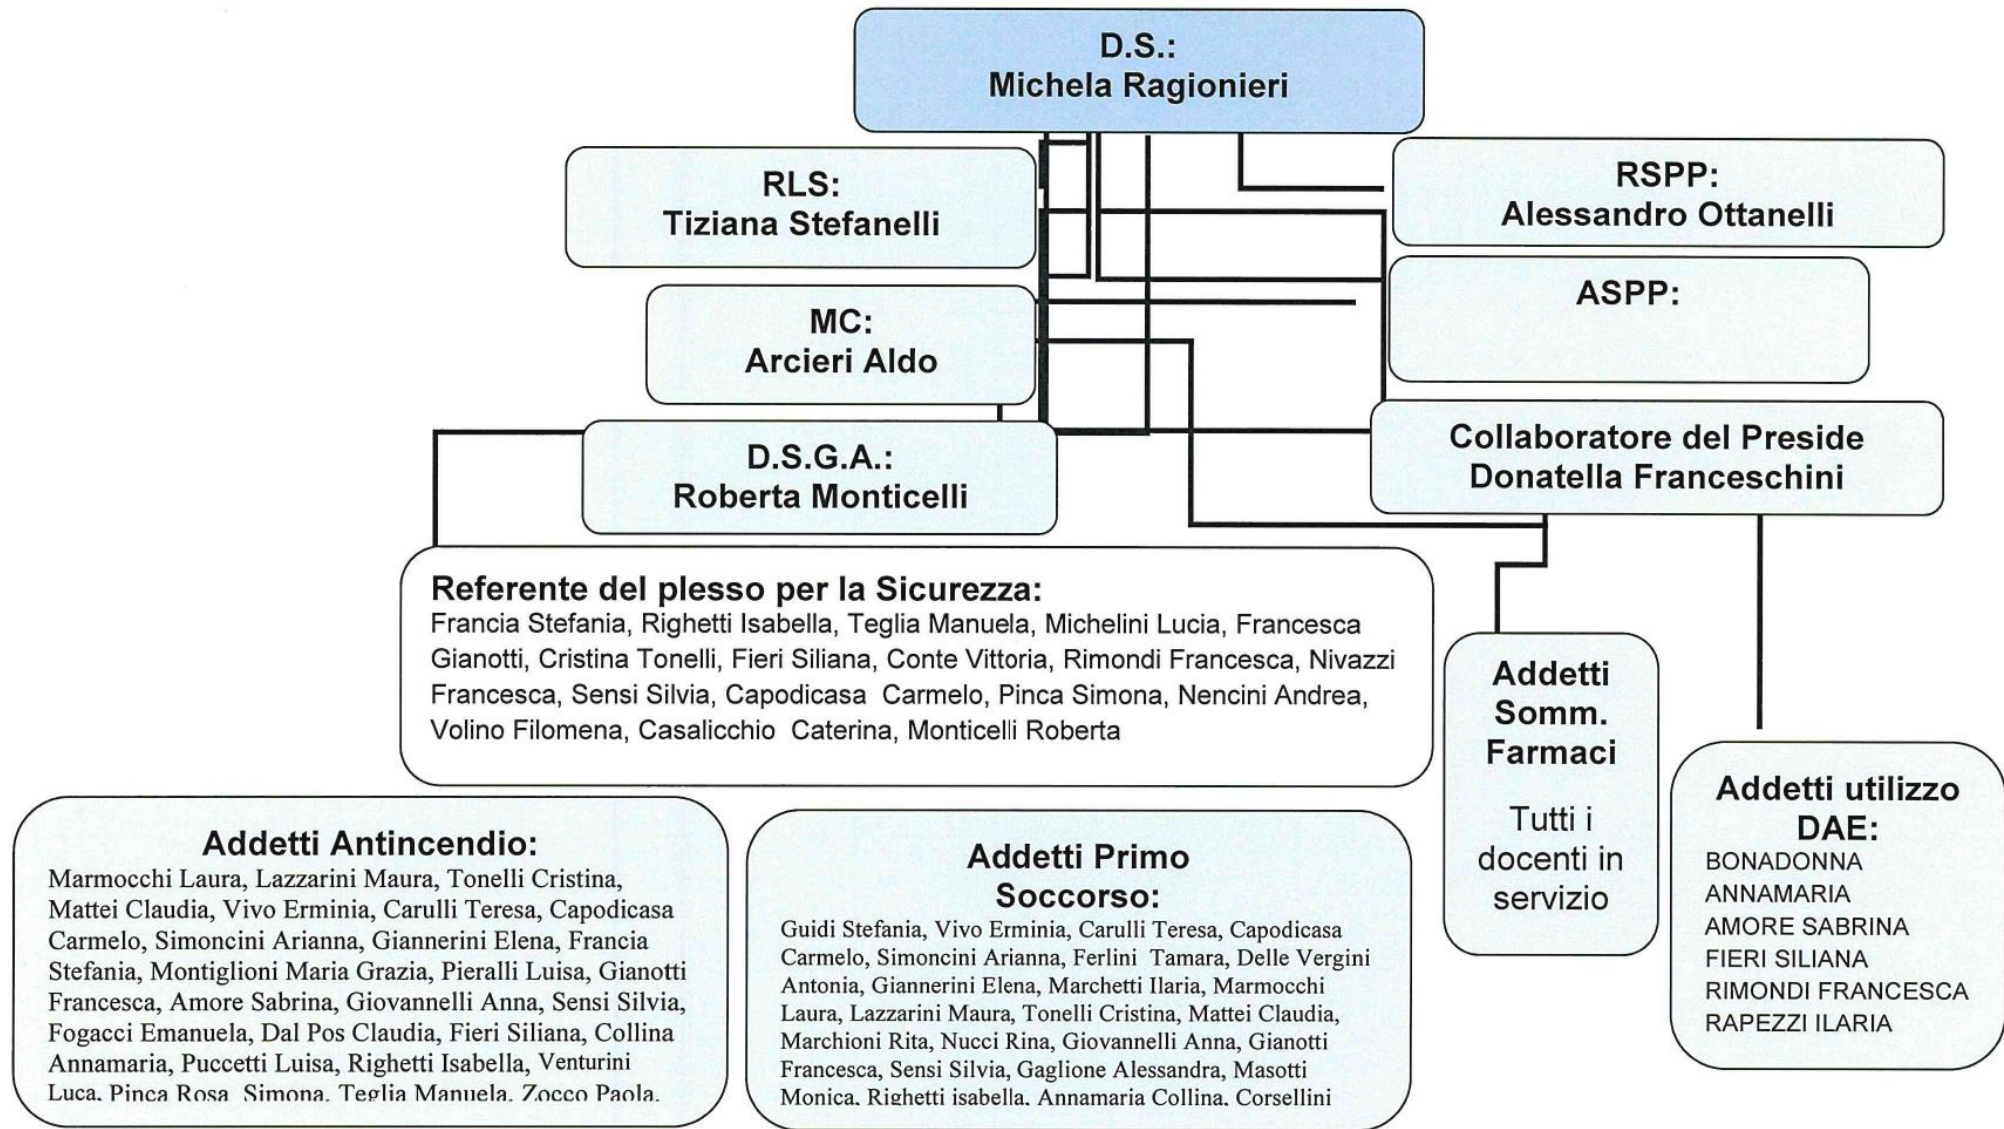 D.S.:
Michela Ragionieri
RLS:
Tiziana Stefanelli
RSPP:
Alessandro Ottanelli
MC:
Arcieri Aldo
ASPP:
D.S.G.A.:
Roberta Monticelli
Collaboratore del Preside
Donatella Franceschini
Referente del plesso per la Sicurezza:
Francia Stefania, Righetti Isabella, Teglia Manuela, Michelini Lucia, Francesca
Gianotti, Cristina Tonelli, Fieri Siliana, Conte Vittoria, Rimondi Francesca, Nivazzi
Francesca, Sensi Silvia, Capodicasa Carmelo, Pinca Simona, Nencini Andrea,
Volino Filomena, Casalicchio Caterina, Monticelli Roberta
Addetti
Somm.
Farmaci
Tutti i
docenti in
servizio
Addetti utilizzo
DAE:
BONADONNA
ANNAMARIA
AMORE SABRINA
FIERI SILIANA
RIMONDI FRANCESCA
RAPEZZI ILARIA
Addetti Antincendio:
Marmocchi Laura, Lazzarini Maura, Tonelli Cristina,
Mattei Claudia, Vivo Erminia, Carulli Teresa, Capodicasa
Carmelo, Simoncini Arianna, Giannerini Elena, Francia
Stefania, Montiglioni Maria Grazia, Pieralli Luisa, Gianotti
Francesca, Amore Sabrina, Giovannelli Anna, Sensi Silvia,
Fogacci Emanuela, Dal Pos Claudia, Fieri Siliana, Collina
Annamaria, Puccetti Luisa, Righetti Isabella, Venturini
Luca, Pinca Rosa Simona, Teglia Manuela, Zocco Paola,
Addetti Primo
Soccorso:
Guidi Stefania, Vivo Erminia, Carulli Teresa, Capodicasa
Carmelo, Simoncini Arianna, Ferlini Tamara, Delle Vergini
Antonia, Giannerini Elena, Marchetti Ilaria, Marmocchi
Laura, Lazzarini Maura, Tonelli Cristina, Mattei Claudia,
Marchioni Rita, Nucci Rina, Giovannelli Anna, Gianotti
Francesca, Sensi Silvia, Gaglione Alessandra, Masotti
Monica, Righetti isabella, Annamaria Collina, Corsellini